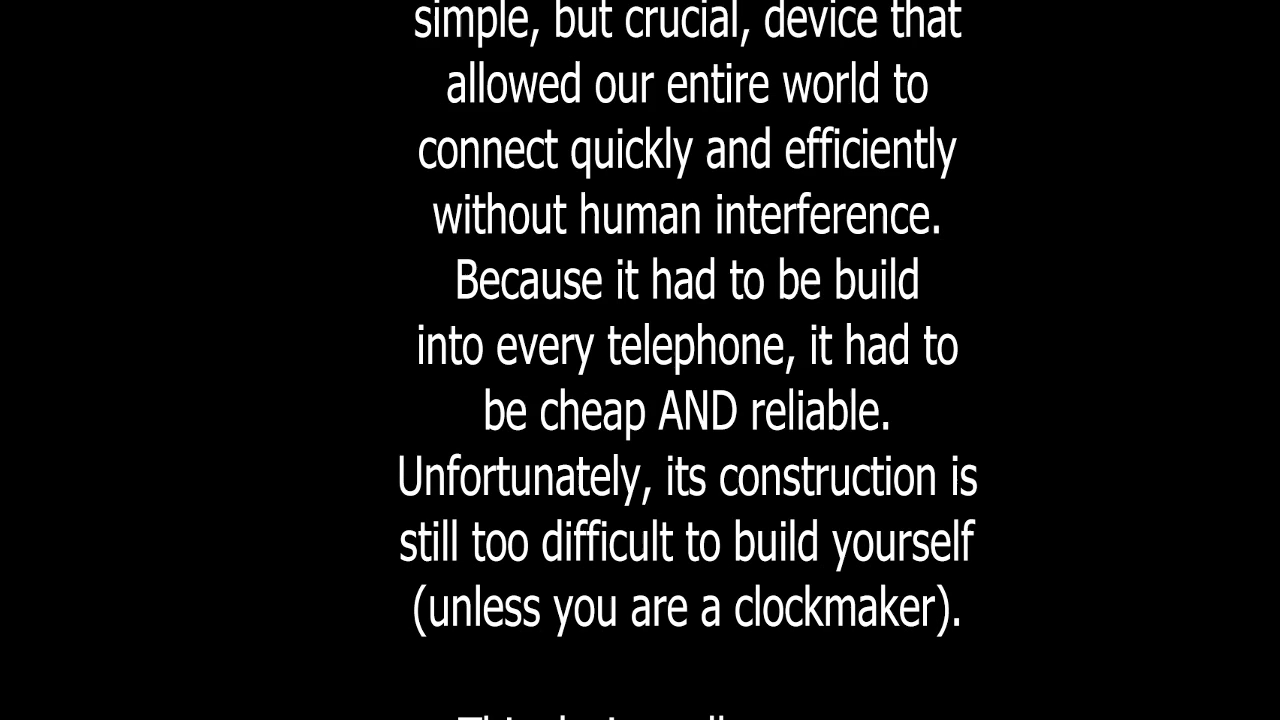 simple, but crucial, device that
allowed our entire world to
connect quickly and efficiently
without human interference.
Because it had to be build
into every telephone, it had to
be cheap AND reliable.
Unfortunately, its construction is
still too difficult to build yourself
(unless you are a clockmaker).